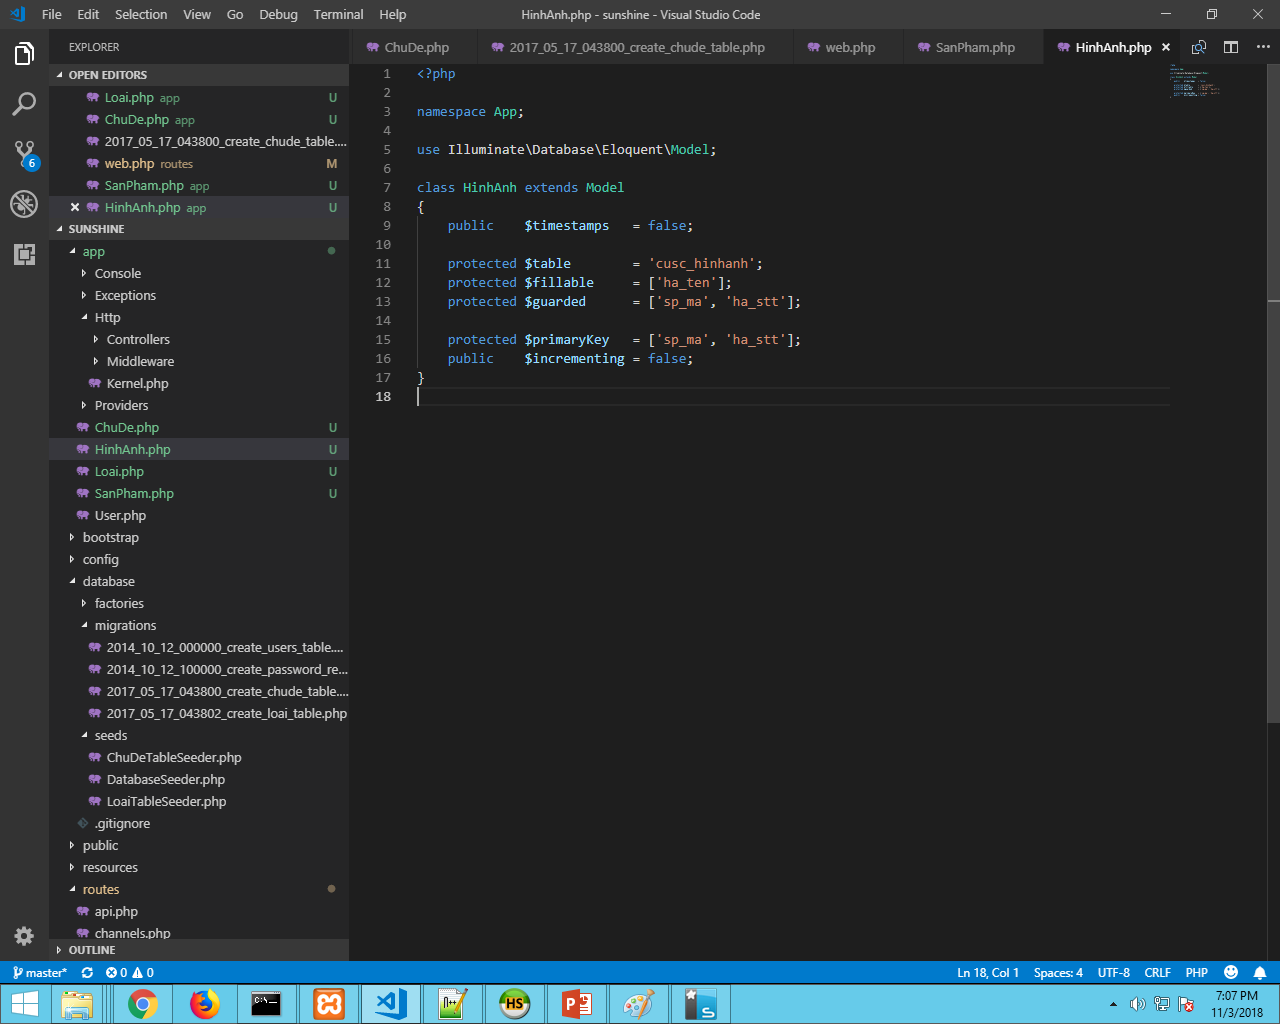 File Edit Selection View Go Debug Terminal Help
HinhAnh.php - sunshine - Visual Studio Code
EXPLORER
OPEN EDITORS
Loai.php app U
ChuDe.php app U
2017_05_17_043800_create_chude_table....
web.php routes M
SanPham.php app U
HinhAnh.php app U
6
SUNSHINE
app
Console
Exceptions
Http
Controllers
Middleware
Kernel.php
Providers
ChuDe.php U
HinhAnh.php U
Loai.php U
SanPham.php U
User.php
bootstrap
config
database
factories
migrations
2014_10_12_000000_create_users_table....
2014_10_12_100000_create_password_re...
2017_05_17_043800_create_chude_table....
2017_05_17_043802_create_loai_table.php
seeds
ChuDeTableSeeder.php
DatabaseSeeder.php
LoaiTableSeeder.php
.gitignore
public
resources
routes
api.php
channels.php
OUTLINE
ChuDe.php 2017_05_17_043800_create_chude_table.php web.php SanPham.php HinhAnh.php
1 <?php
2
3 namespace App;
4
5 use Illuminate\Database\Eloquent\Model;
6
7 class HinhAnh extends Model
8 {
9 public $timestamps = false;
10
11 protected $table = 'cusc_hinhanh';
12 protected $fillable = ['ha_ten'];
13 protected $guarded = ['sp_ma', 'ha_stt'];
14
15 protected $primaryKey = ['sp_ma', 'ha_stt'];
16 public $incrementing = false;
17 }
18
master* 0 0 Ln 18, Col 1 Spaces: 4 UTF-8 CRLF PHP
C:\_ HS P S
7:07 PM
11/3/2018